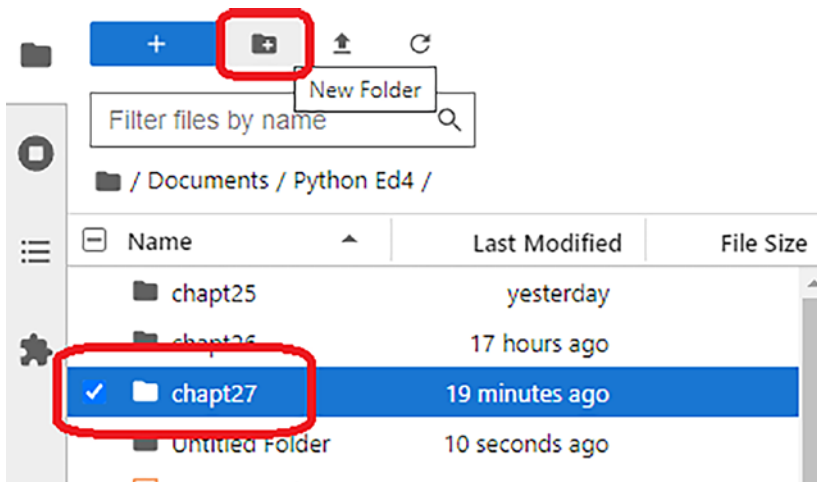 +
New Folder
Filter files by name
/ Documents / Python Ed4 /
Name Last Modified File Size
chapt25 yesterday
chapt26 17 hours ago
chapt27 19 minutes ago
Untitled Folder 10 seconds ago